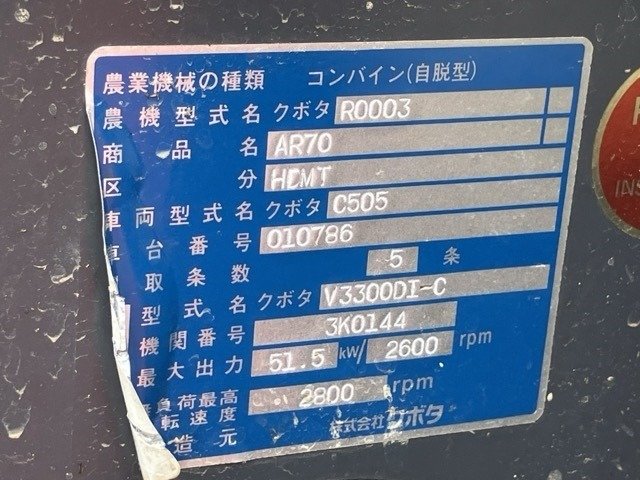 農業機械の種類 コンバイン(自脱型)
農機型式名 クボタ R0003
商品名 AR70
区分 HDMT
車両型式名 クボタ C505
車台番号 010786
刈取条数 5 条
型式名 クボタ V3300DI-C
機関番号 3K0144
最大出力 51.5 kW/ 2600 rpm
負荷最高回転速度 2800 rpm
造元 株式会社クボタ
INS